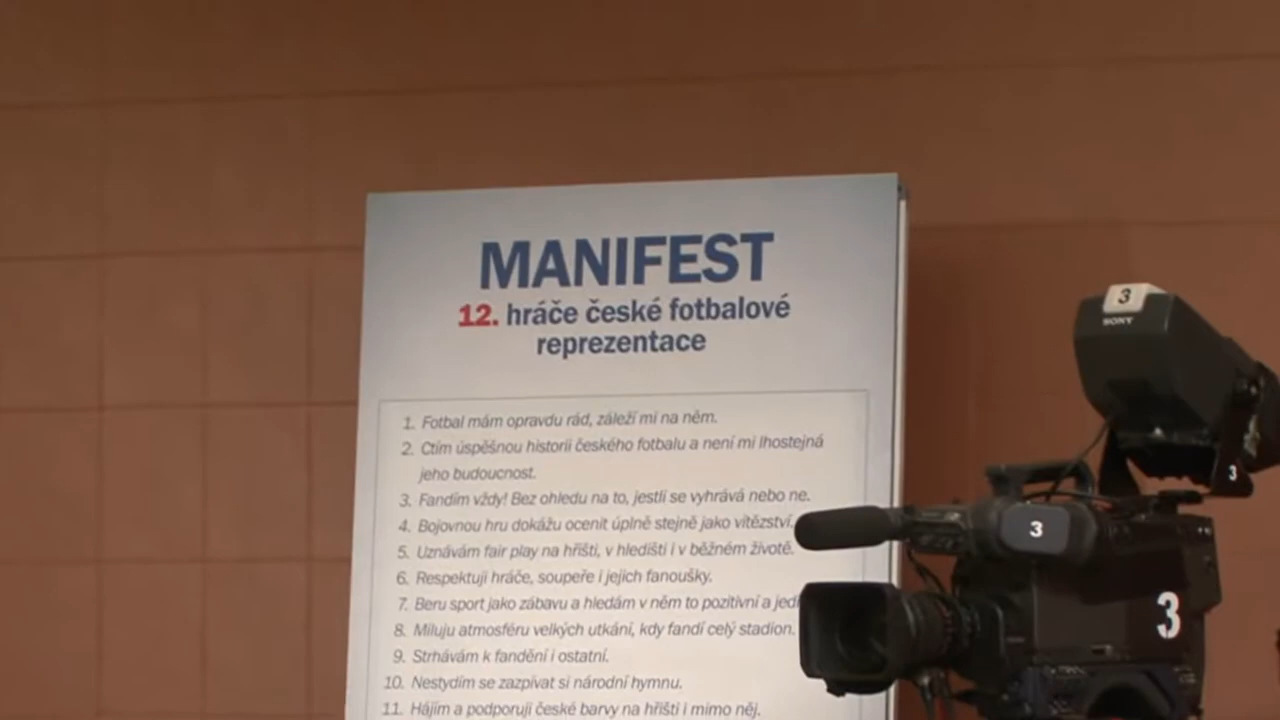 MANIFEST
12. hráče české fotbalové
reprezentace
1. Fotbal mám opravdu rád, záleží mi na něm.
2. Ctím úspěšnou historii českého fotbalu a není mi lhostejná
jeho budoucnost.
3. Fandím vždy! Bez ohledu na to, jestli se vyhrává nebo ne.
4. Bojovnou hru dokážu ocenit úplně stejně jako vítězství.
5. Uznávám fair play na hřišti, v hledišti i v běžném životě.
6. Respektuji hráče, soupeře i jejich fanoušky.
7. Beru sport jako zábavu a hledám v něm to pozitivní a
8. Miluju atmosféru velkých utkání, kdy fandí celý stadion.
9. Strhávám k fandění i ostatní.
10. Nestydím se zazpívat si národní hymnu.
11. Hájím a podporuji české barvy na hřišti i mimo něj.
3
SONY
3
3
3